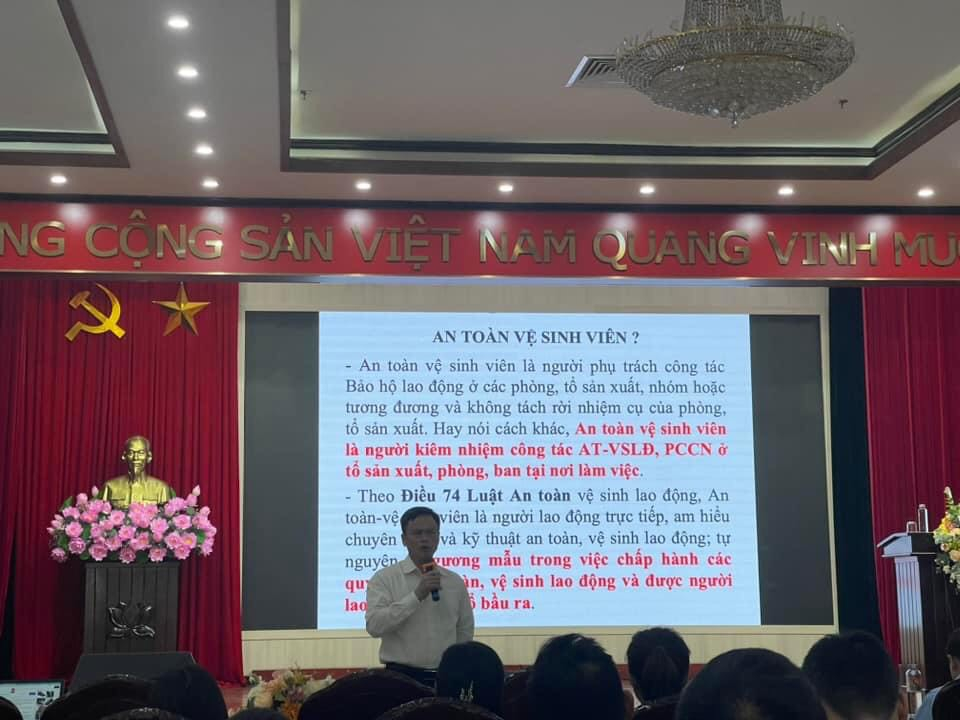 NG CỘNG SẢN VIỆT NAM QUANG VINH MUÔ
AN TOÀN VỆ SINH VIÊN ?
- An toàn vệ sinh viên là người phụ trách công tác
Bảo hộ lao động ở các phòng, tổ sản xuất, nhóm hoặc
tương đương và không tách rời nhiệm cụ của phòng,
tổ sản xuất. Hay nói cách khác, An toàn vệ sinh viên
là người kiêm nhiệm công tác AT-VSLĐ, PCCN ở
tổ sản xuất, phòng, ban tại nơi làm việc.
- Theo Điều 74 Luật An toàn vệ sinh lao động, An
toàn-vệ viên là người lao động trực tiếp, am hiểu
chuyên và kỹ thuật an toàn, vệ sinh lao động; tự
nguyên ương mẫu trong việc chấp hành các
quy àn, vệ sinh lao động và được người
lao ổ bầu ra.